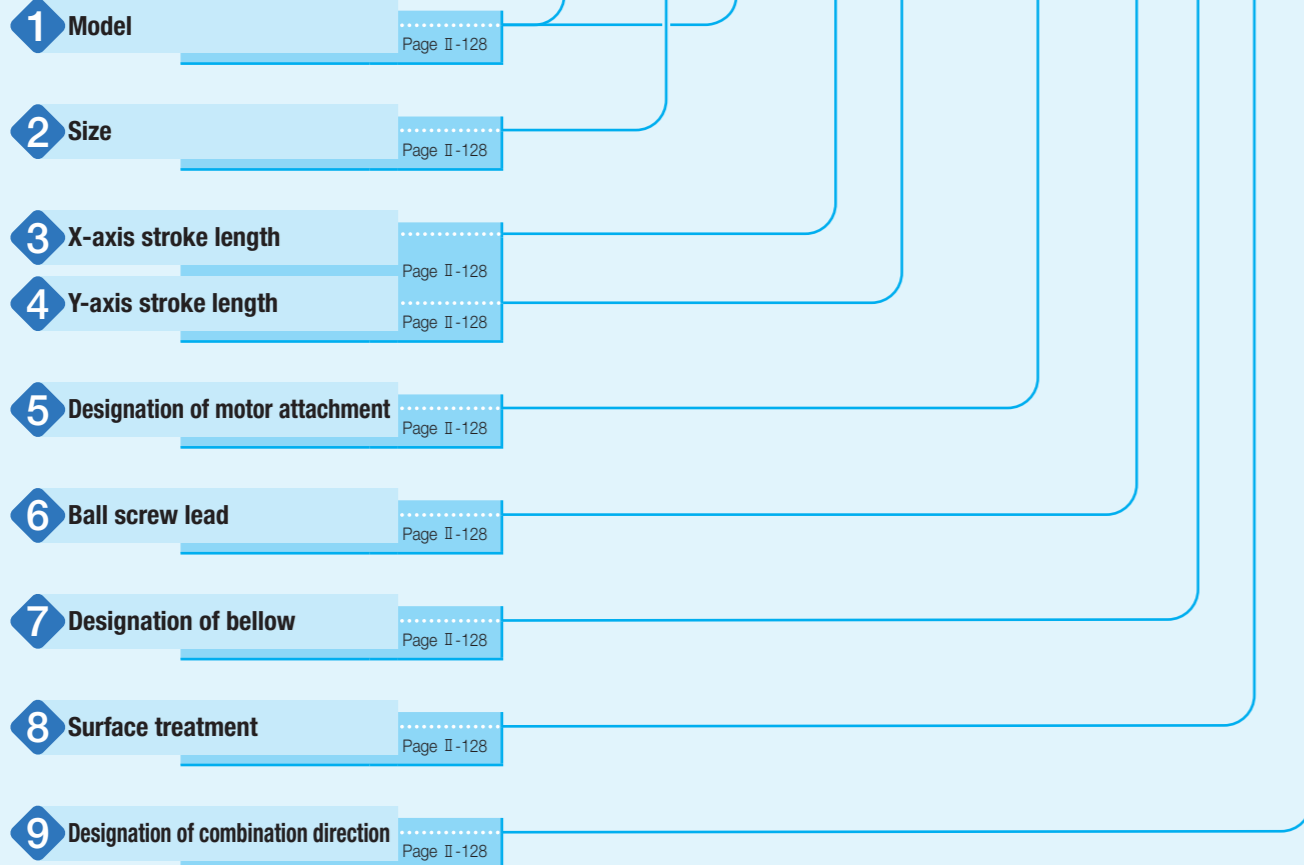 1 Model
Page Ⅱ-128
2 Size
Page Ⅱ-128
3 X-axis stroke length
Page Ⅱ-128
4 Y-axis stroke length
Page Ⅱ-128
5 Designation of motor attachment
Page Ⅱ-128
6 Ball screw lead
Page Ⅱ-128
7 Designation of bellow
Page Ⅱ-128
8 Surface treatment
Page Ⅱ-128
9 Designation of combination direction
Page Ⅱ-128